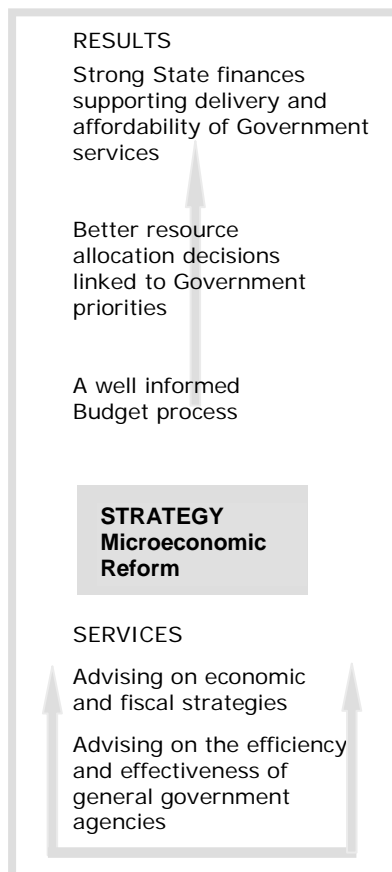 RESULTS
Strong State finances
supporting delivery and
affordability of Government
services
Better resource
allocation decisions
linked to Government
priorities
A well informed
Budget process
STRATEGY
Microeconomic
Reform
SERVICES
Advising on economic
and fiscal strategies
Advising on the efficiency
and effectiveness of
general government
agencies